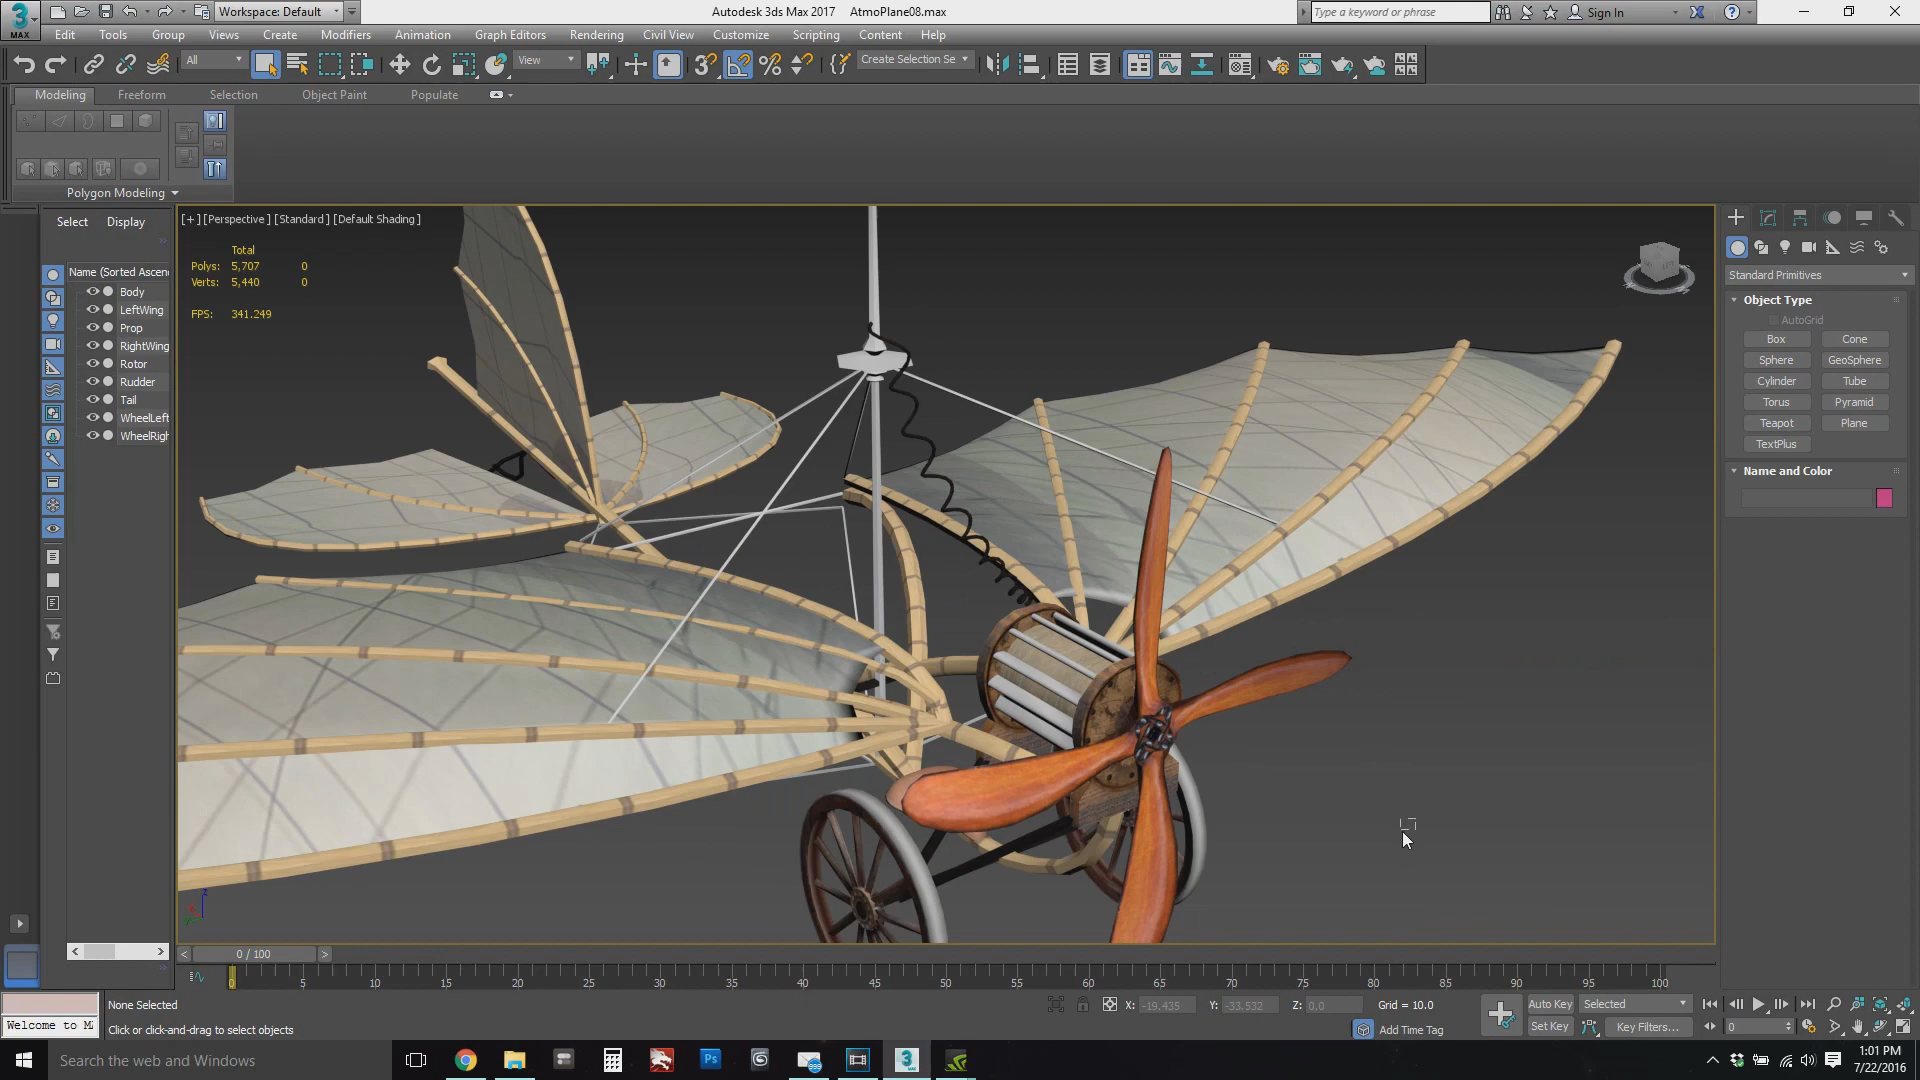 Workspace: Default
Autodesk 3ds Max 2017    AtmoPlane08.max
Type a keyword or phrase
Sign In
MAX
Edit Tools Group Views Create Modifiers Animation Graph Editors Rendering Civil View Customize Scripting Content Help
All
View
3
Create Selection Se
Modeling Freeform Selection Object Paint Populate
Polygon Modeling
Select Display
[+] [Perspective ] [Standard ] [Default Shading ]
Total
Polys: 5,707 0
Verts: 5,440 0
FPS: 341.249
Name (Sorted Ascen
Body
LeftWing
Prop
RightWing
Rotor
Rudder
Tail
WheelLeft
WheelRigh
Standard Primitives
Object Type
AutoGrid
Box Cone
Sphere GeoSphere
Cylinder Tube
Torus Pyramid
Teapot Plane
TextPlus
Name and Color
< 0 / 100 >
0 5 10 15 20 25 30 35 40 45 50 55 60 65 70 75 80 85 90 95 100
None Selected
X: -19.435 Y: -33.532 Z: 0.0 Grid = 10.0
Auto Key Selected
Welcome to M
Click or click-and-drag to select objects
Add Time Tag
Set Key Key Filters...
0
Search the web and Windows
Ps
999
3
1:01 PM
7/22/2016